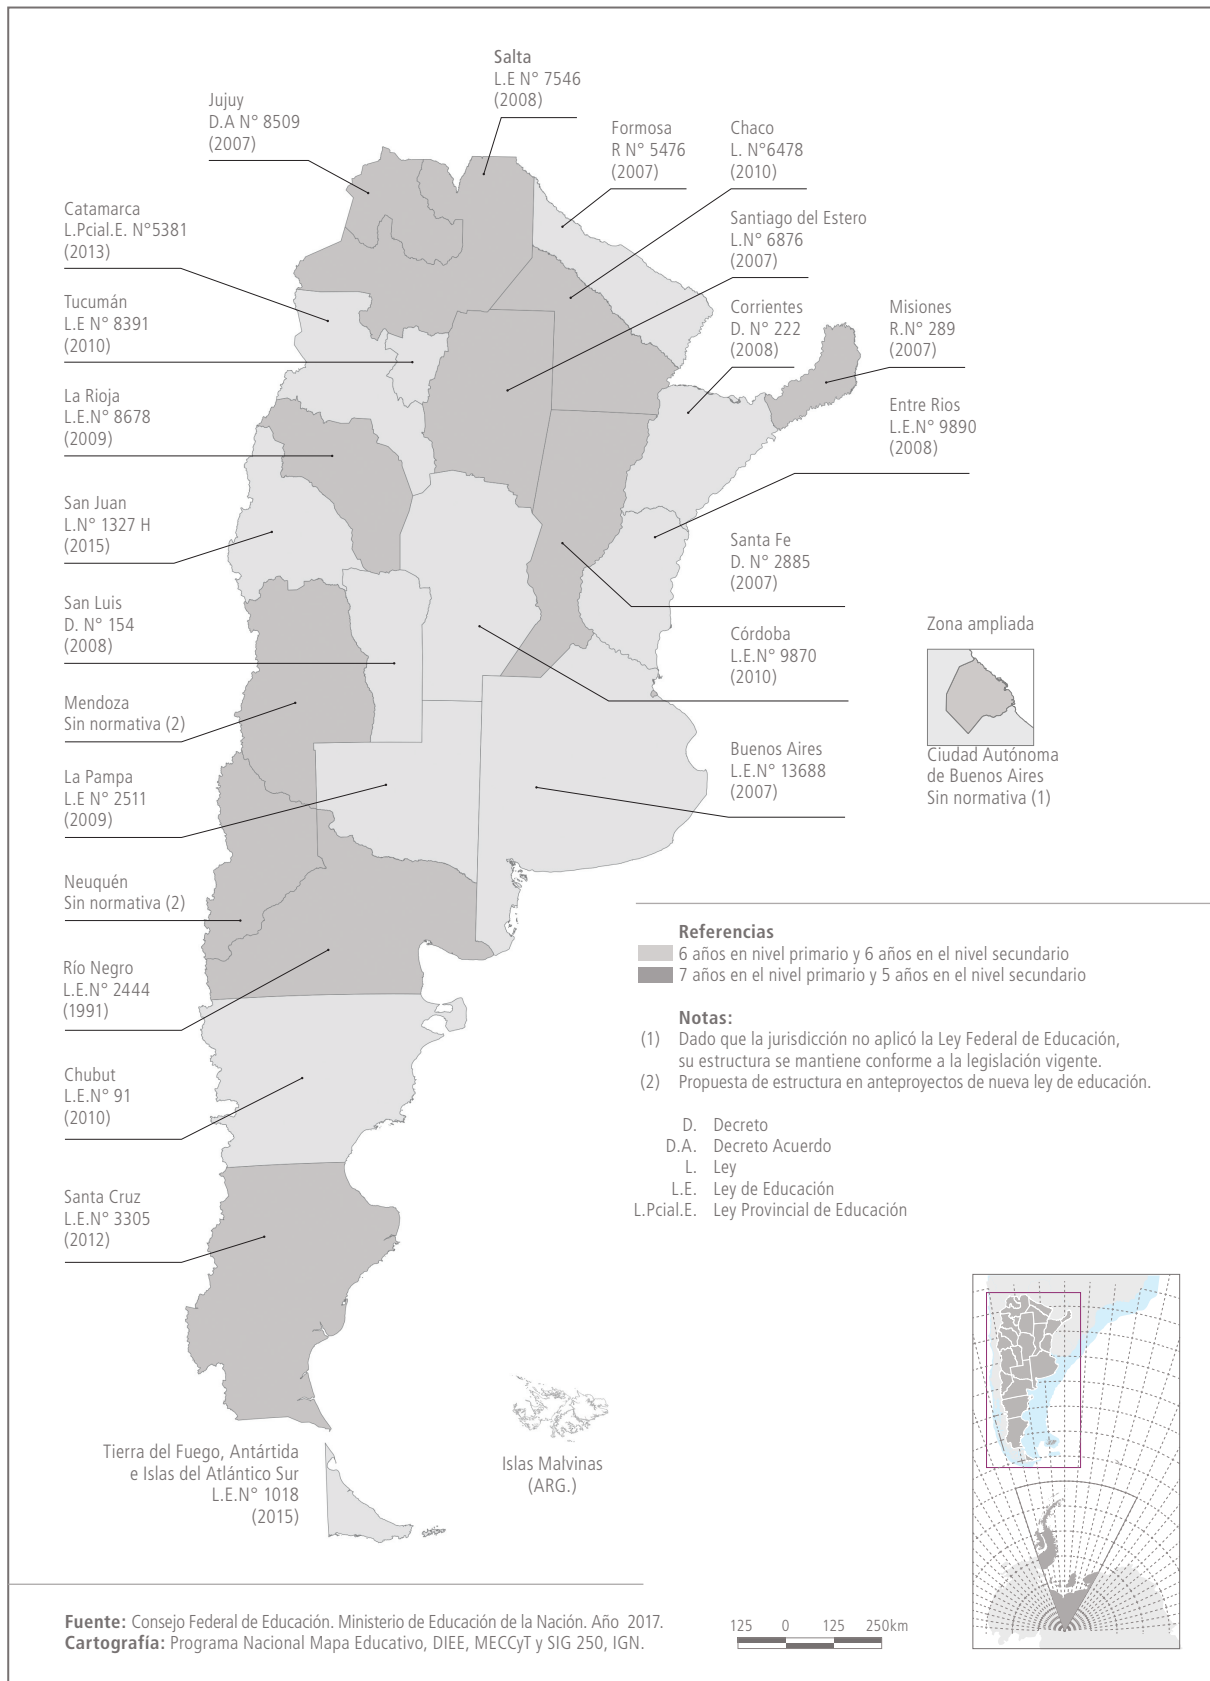 Salta
L.E N° 7546
(2008)
Jujuy
D.A N° 8509
(2007)
Formosa
R N° 5476
(2007)
Chaco
L. N°6478
(2010)
Catamarca
L.Pcial.E. N°5381
(2013)
Santiago del Estero
L.N° 6876
(2007)
Tucumán
L.E N° 8391
(2010)
Corrientes
D. N° 222
(2008)
Misiones
R.N° 289
(2007)
La Rioja
L.E.N° 8678
(2009)
Entre Rios
L.E.N° 9890
(2008)
San Juan
L.N° 1327 H
(2015)
Santa Fe
D. N° 2885
(2007)
San Luis
D. N° 154
(2008)
Córdoba
L.E.N° 9870
(2010)
Zona ampliada
Ciudad Autónoma
de Buenos Aires
Sin normativa (1)
Mendoza
Sin normativa (2)
Buenos Aires
L.E.N° 13688
(2007)
La Pampa
L.E N° 2511
(2009)
Neuquén
Sin normativa (2)
Río Negro
L.E.N° 2444
(1991)
Chubut
L.E.N° 91
(2010)
Santa Cruz
L.E.N° 3305
(2012)
Tierra del Fuego, Antártida
e Islas del Atlántico Sur
L.E.N° 1018
(2015)
Islas Malvinas
(ARG.)
Referencias
6 años en nivel primario y 6 años en el nivel secundario
7 años en el nivel primario y 5 años en el nivel secundario
Notas:
(1) Dado que la jurisdicción no aplicó la Ley Federal de Educación,
su estructura se mantiene conforme a la legislación vigente.
(2) Propuesta de estructura en anteproyectos de nueva ley de educación.
D. Decreto
D.A. Decreto Acuerdo
L. Ley
L.E. Ley de Educación
L.Pcial.E. Ley Provincial de Educación
Fuente: Consejo Federal de Educación. Ministerio de Educación de la Nación. Año 2017.
Cartografía: Programa Nacional Mapa Educativo, DIEE, MECCyT y SIG 250, IGN.
125 0 125 250km